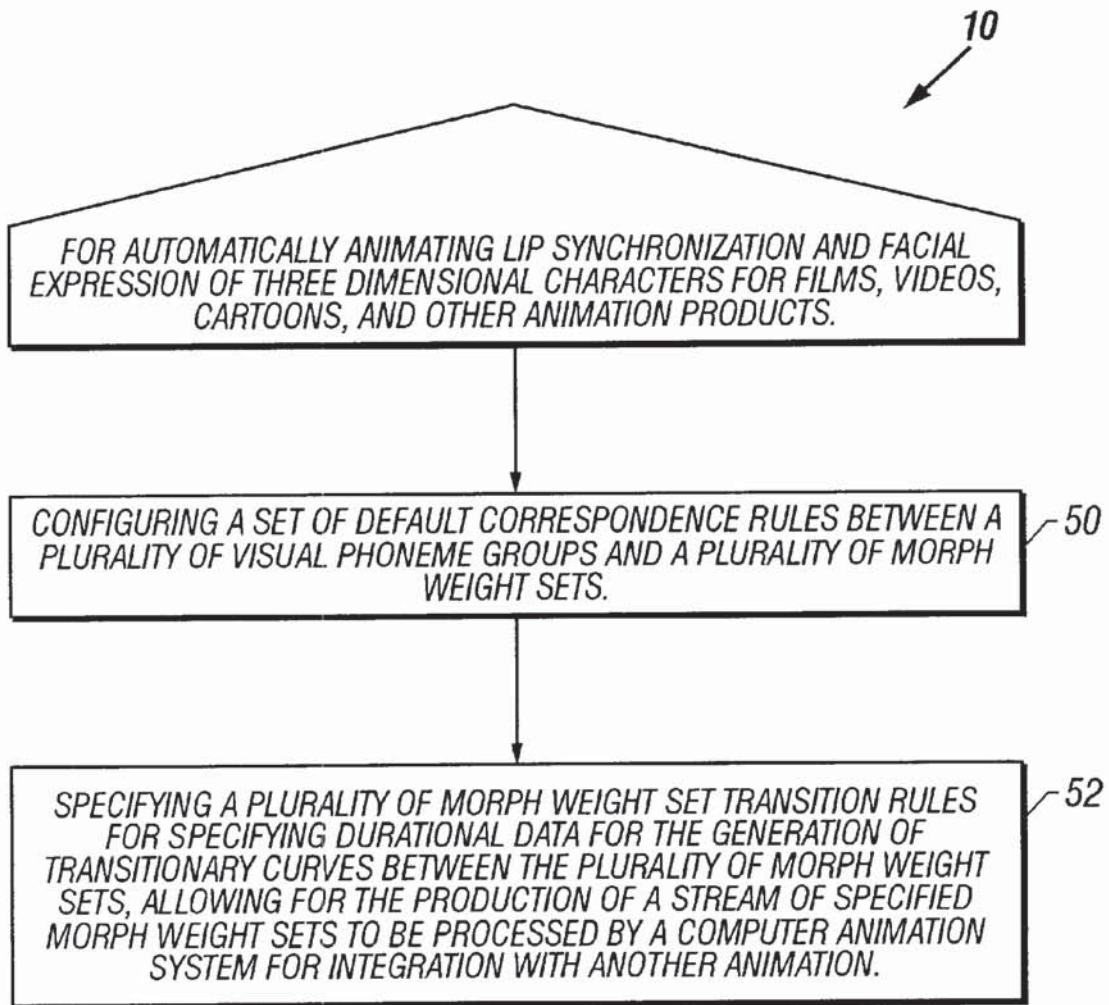 10
FOR AUTOMATICALLY ANIMATING LIP SYNCHRONIZATION AND FACIAL
EXPRESSION OF THREE DIMENSIONAL CHARACTERS FOR FILMS, VIDEOS,
CARTOONS, AND OTHER ANIMATION PRODUCTS.
CONFIGURING A SET OF DEFAULT CORRESPONDENCE RULES BETWEEN A
PLURALITY OF VISUAL PHONEME GROUPS AND A PLURALITY OF MORPH
WEIGHT SETS.
50
SPECIFYING A PLURALITY OF MORPH WEIGHT SET TRANSITION RULES
FOR SPECIFYING DURATIONAL DATA FOR THE GENERATION OF
TRANSITIONARY CURVES BETWEEN THE PLURALITY OF MORPH WEIGHT
SETS, ALLOWING FOR THE PRODUCTION OF A STREAM OF SPECIFIED
MORPH WEIGHT SETS TO BE PROCESSED BY A COMPUTER ANIMATION
SYSTEM FOR INTEGRATION WITH ANOTHER ANIMATION.
52